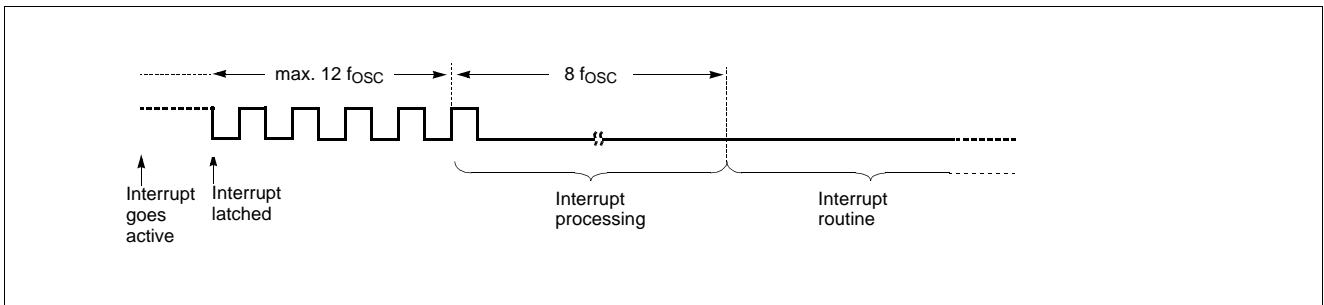 max. 12 fOSC
8 fOSC
Interrupt
goes
active
Interrupt
latched
Interrupt
processing
Interrupt
routine